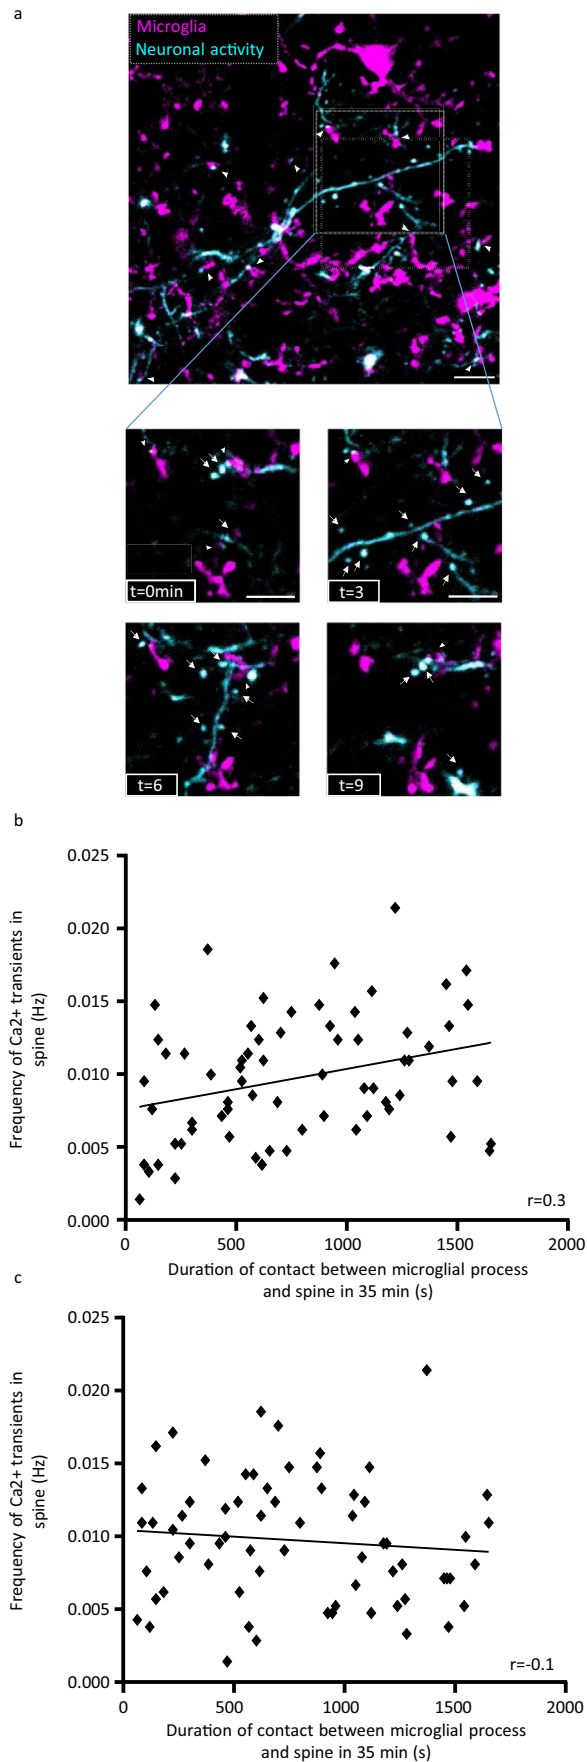 a
Microglia
Neuronal activity
t=0min
t=3
t=6
t=9
b
0.025
0.020
0.015
0.010
0.005
0.000
Frequency of Ca2+ transients in
spine (Hz)
r=0.3
0 500 1000 1500 2000
Duration of contact between microglial process
and spine in 35 min (s)
c
0.025
0.020
0.015
0.010
0.005
0.000
Frequency of Ca2+ transients in
spine (Hz)
r=-0.1
0 500 1000 1500 2000
Duration of contact between microglial process
and spine in 35 min (s)